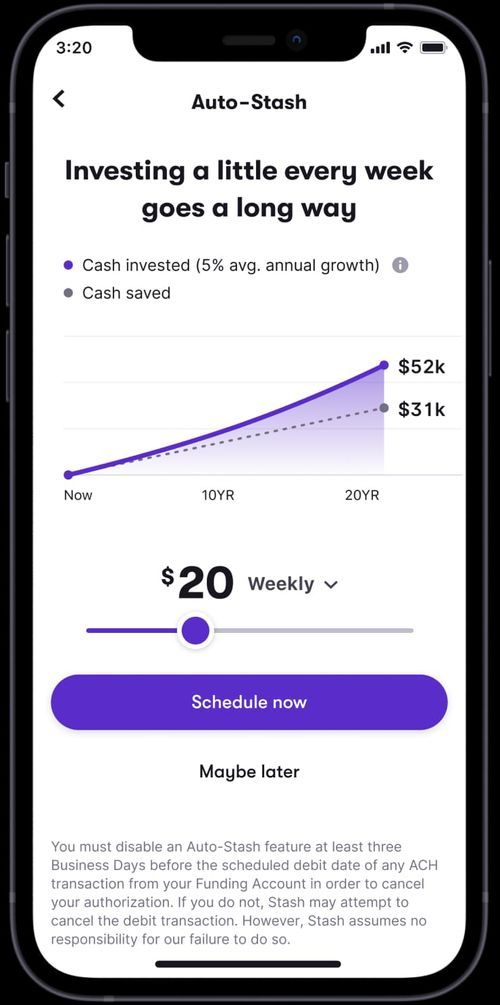 3:20
Auto-Stash
Investing a little every week
goes a long way
Cash invested (5% avg. annual growth)
Cash saved
$52k
$31k
Now 10YR 20YR
$20 Weekly
Schedule now
Maybe later
You must disable an Auto-Stash feature at least three
Business Days before the scheduled debit date of any ACH
transaction from your Funding Account in order to cancel
your authorization. If you do not, Stash may attempt to
cancel the debit transaction. However, Stash assumes no
responsibility for our failure to do so.